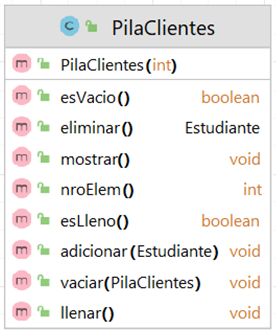 PilaClientes
PilaClientes(int)
esVacio() boolean
eliminar() Estudiante
mostrar() void
nroElem() int
esLleno() boolean
adicionar(Estudiante) void
vaciar(PilaClientes) void
llenar() void